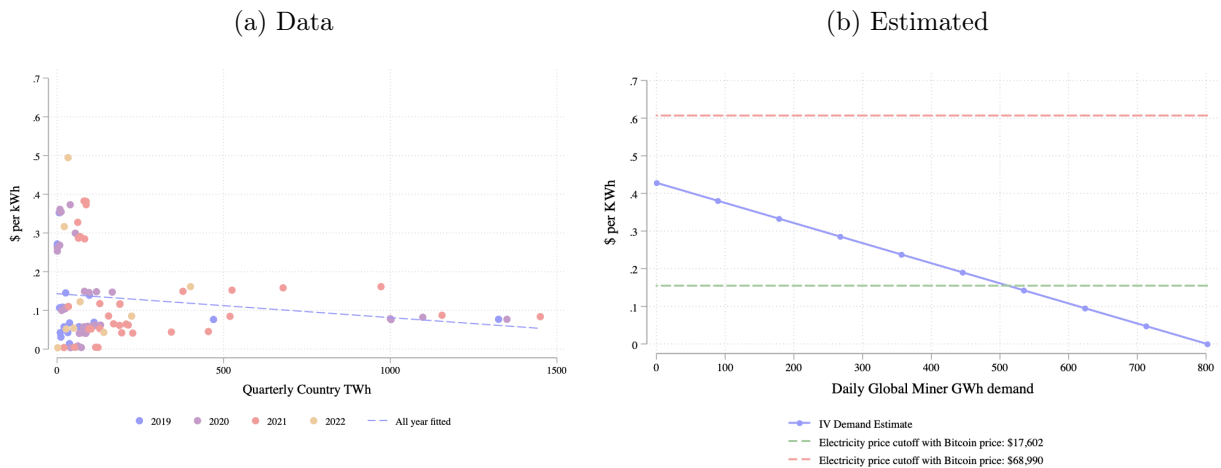 (a) Data
.7
.6
.5
.4
.3
.2
.1
0
$ per kWh
0 500 1000 1500
Quarterly Country TWh
2019 2020 2021 2022 All year fitted
(b) Estimated
.7
.6
.5
.4
.3
.2
.1
0
$ per KWh
0 100 200 300 400 500 600 700 800
Daily Global Miner GWh demand
IV Demand Estimate
Electricity price cutoff with Bitcoin price: $17,602
Electricity price cutoff with Bitcoin price: $68,990